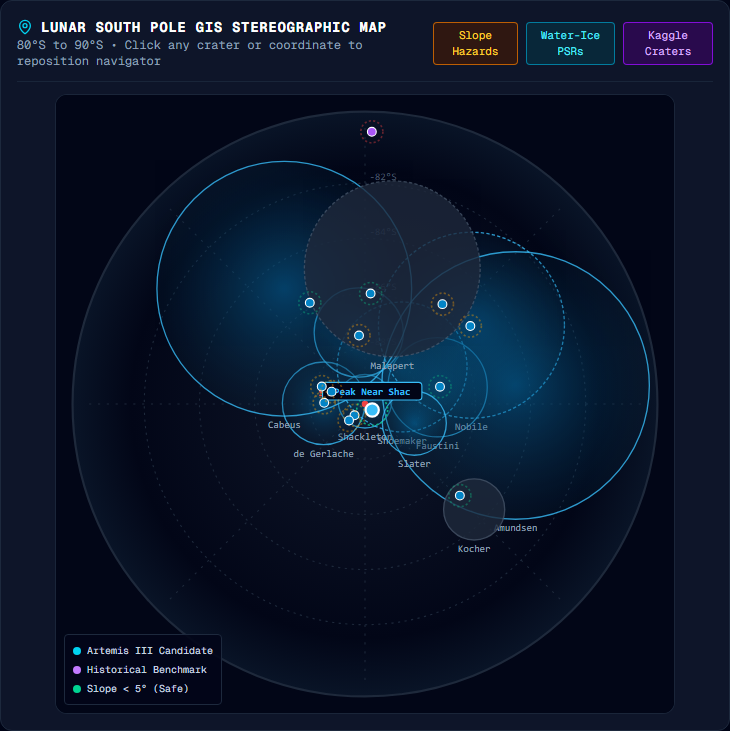 LUNAR SOUTH POLE GIS STEREOGRAPHIC MAP
80°S to 90°S • Click any crater or coordinate to
reposition navigator
Slope
Hazards
Water-Ice
PSRs
Kaggle
Craters
-82°S
Malapert
Peak Near Shac
Cabeus
Nobile
Shackleton
Shoemaker
Faustini
de Gerlache
Slater
Amundsen
Kocher
Artemis III Candidate
Historical Benchmark
Slope < 5° (Safe)